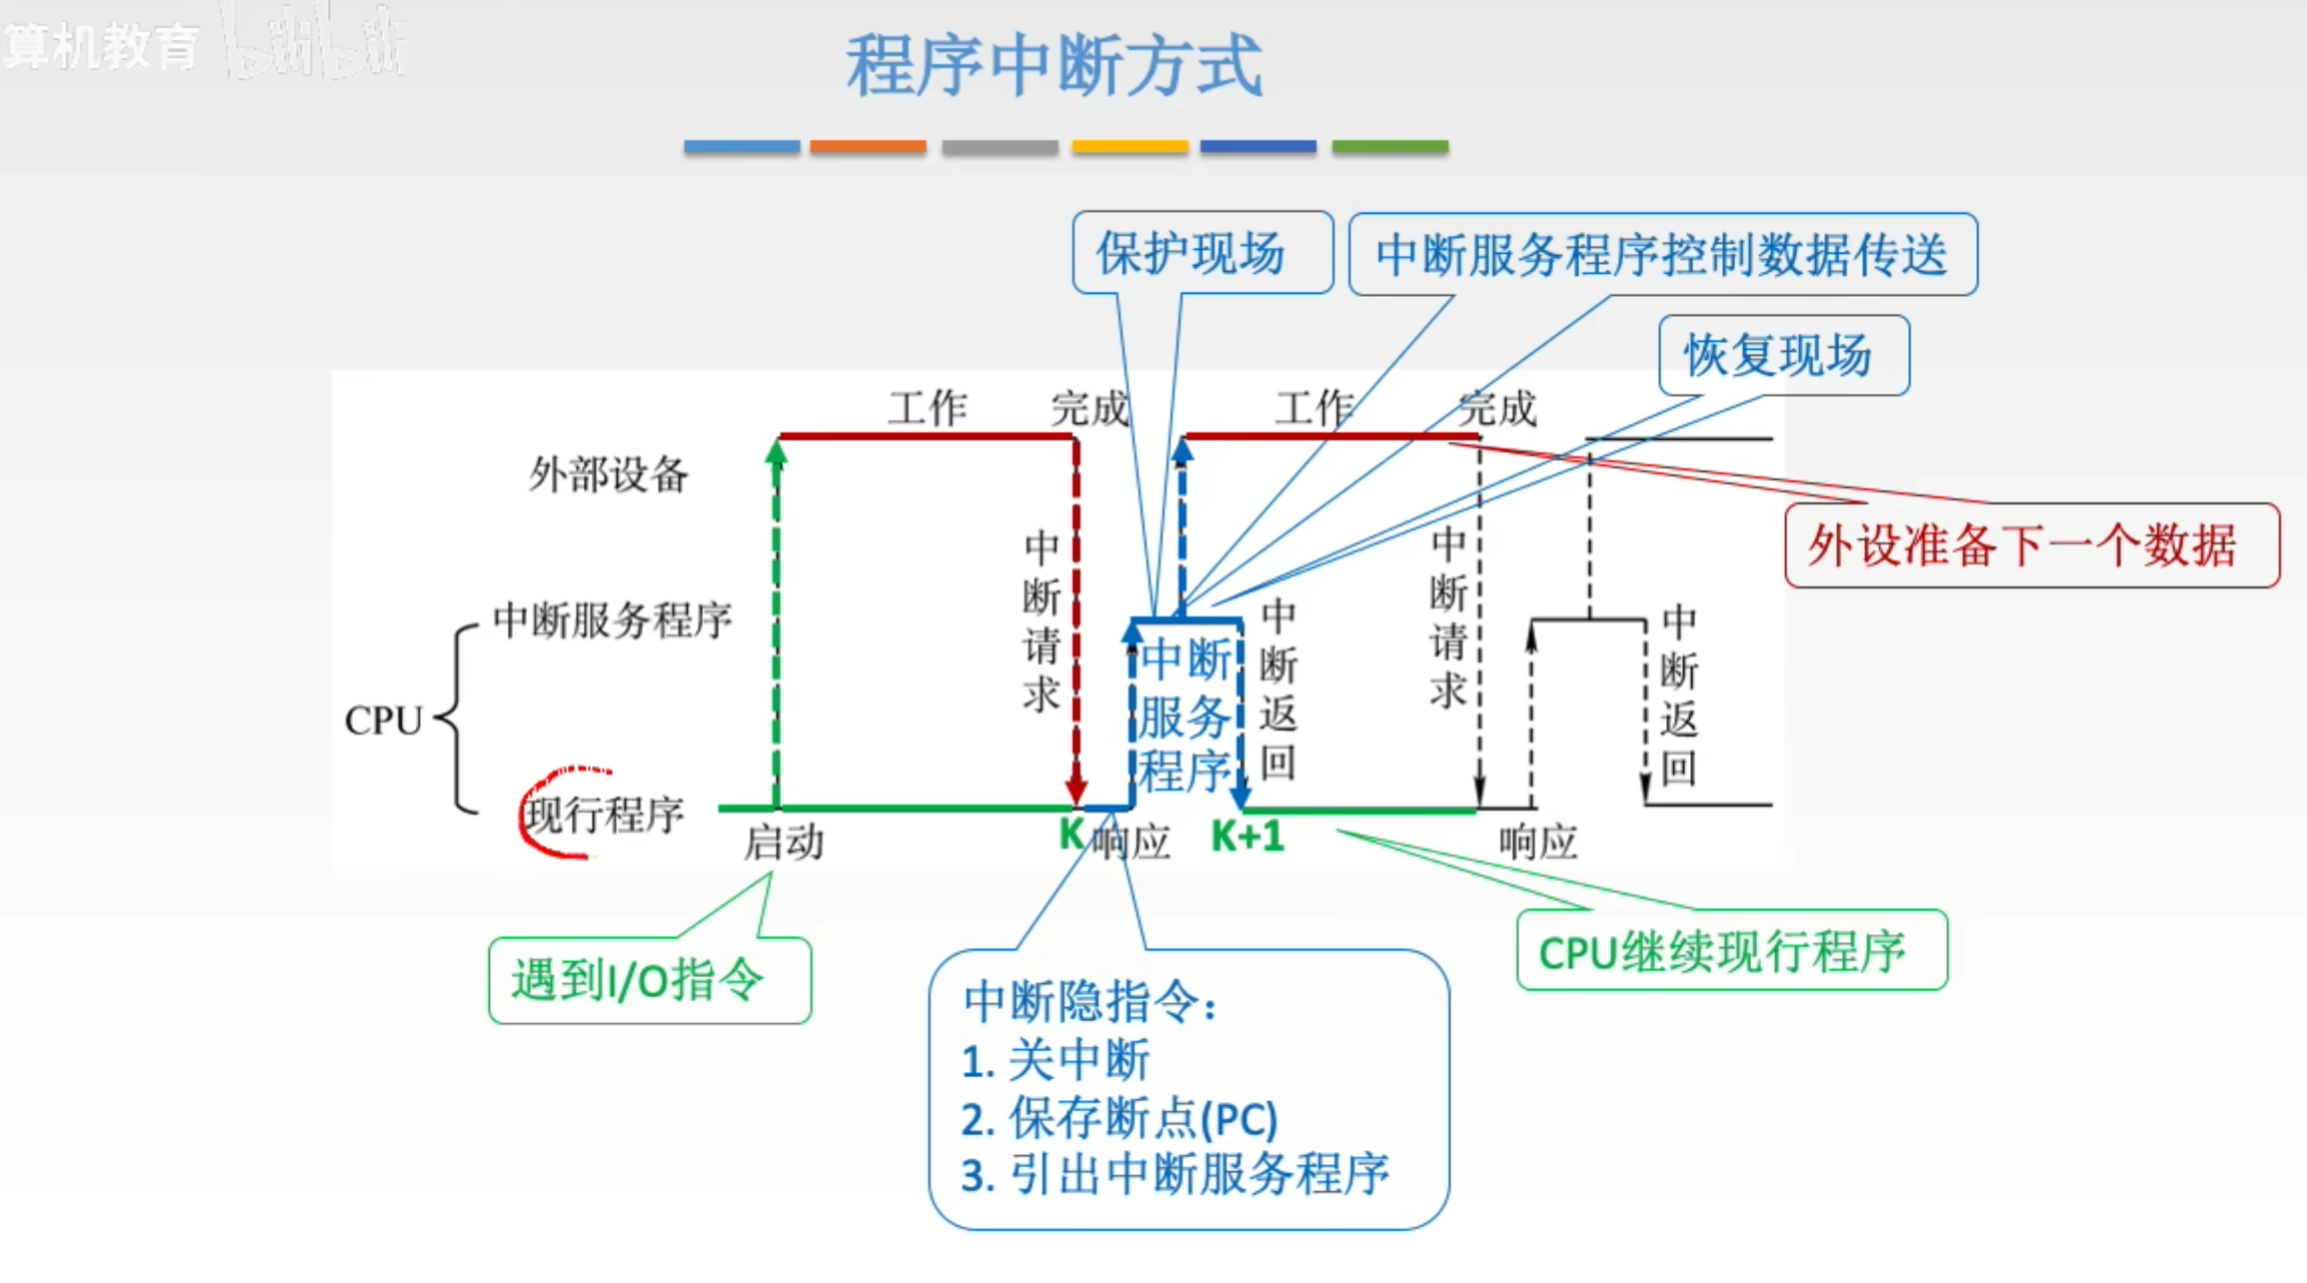 算机教育 bilibili
程序中断方式
保护现场
中断服务程序控制数据传送
恢复现场
工作
完成
工作
完成
外部设备
外设准备下一个数据
中断请求
中断请求
中断服务程序
中断返回
中断返回
中断
服务
程序
CPU
现行程序
启动
K
响应
K+1
响应
遇到I/O指令
CPU继续现行程序
中断隐指令：
1. 关中断
2. 保存断点(PC)
3. 引出中断服务程序